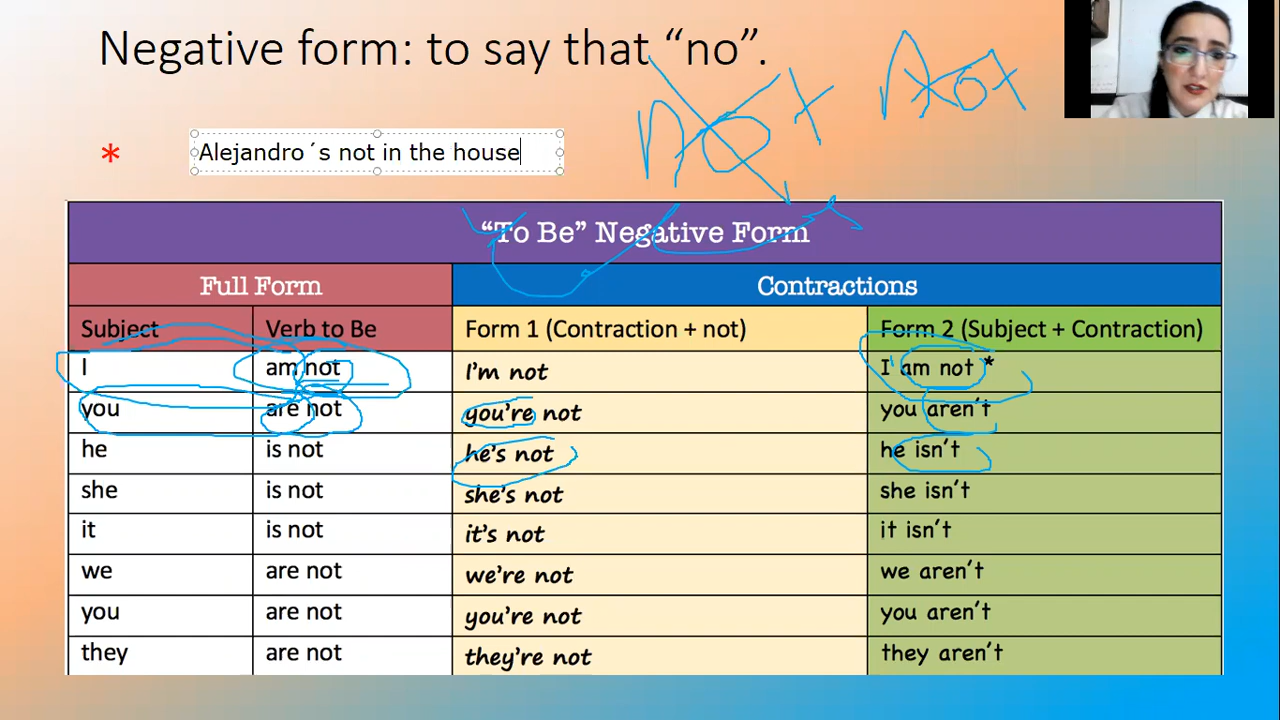 Negative form: to say that “no”.
not not
* Alejandro´s not in the house
“To Be” Negative Form
Full Form Contractions
Subject Verb to Be Form 1 (Contraction + not) Form 2 (Subject + Contraction)
I am not I’m not I am not *
you are not you’re not you aren’t
he is not he’s not he isn’t
she is not she’s not she isn’t
it is not it’s not it isn’t
we are not we’re not we aren’t
you are not you’re not you aren’t
they are not they’re not they aren’t